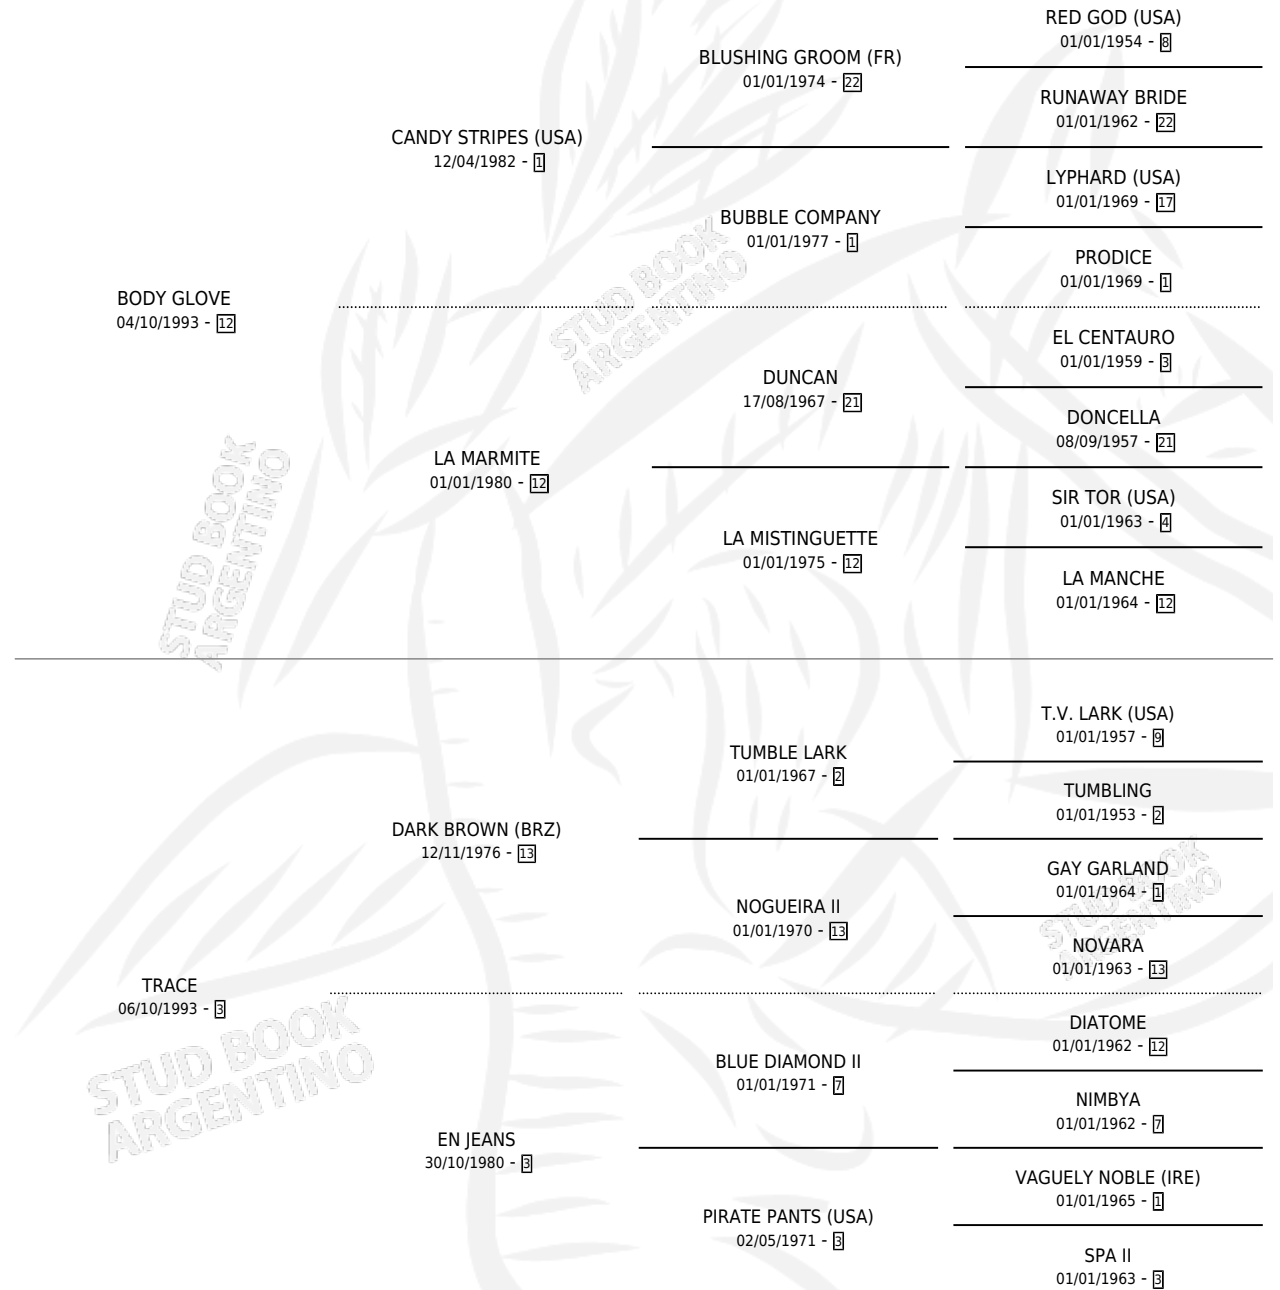 RED GOD (USA)
01/01/1954 - 8
BLUSHING GROOM (FR)
01/01/1974 - 22
RUNAWAY BRIDE
01/01/1962 - 22
CANDY STRIPES (USA)
12/04/1982 - 1
LYPHARD (USA)
01/01/1969 - 17
BUBBLE COMPANY
01/01/1977 - 1
PRODICE
01/01/1969 - 1
BODY GLOVE
04/10/1993 - 12
STUD BOOK
ARGENTINO
EL CENTAURO
01/01/1959 - 3
DUNCAN
17/08/1967 - 21
DONCELLA
08/09/1957 - 21
LA MARMITE
01/01/1980 - 12
SIR TOR (USA)
01/01/1963 - 4
LA MISTINGUETTE
01/01/1975 - 12
LA MANCHE
01/01/1964 - 12
STUD BOOK
ARGENTINO
T.V. LARK (USA)
01/01/1957 - 9
TUMBLE LARK
01/01/1967 - 2
TUMBLING
01/01/1953 - 2
DARK BROWN (BRZ)
12/11/1976 - 13
GAY GARLAND
01/01/1964 - 1
NOGUEIRA II
01/01/1970 - 13
STUD BOOK
ARGENTINO
NOVARA
01/01/1963 - 13
TRACE
06/10/1993 - 3
STUD BOOK
ARGENTINO
DIATOME
01/01/1962 - 12
BLUE DIAMOND II
01/01/1971 - 7
NIMBYA
01/01/1962 - 7
EN JEANS
30/10/1980 - 3
VAGUELY NOBLE (IRE)
01/01/1965 - 1
PIRATE PANTS (USA)
02/05/1971 - 3
SPA II
01/01/1963 - 3